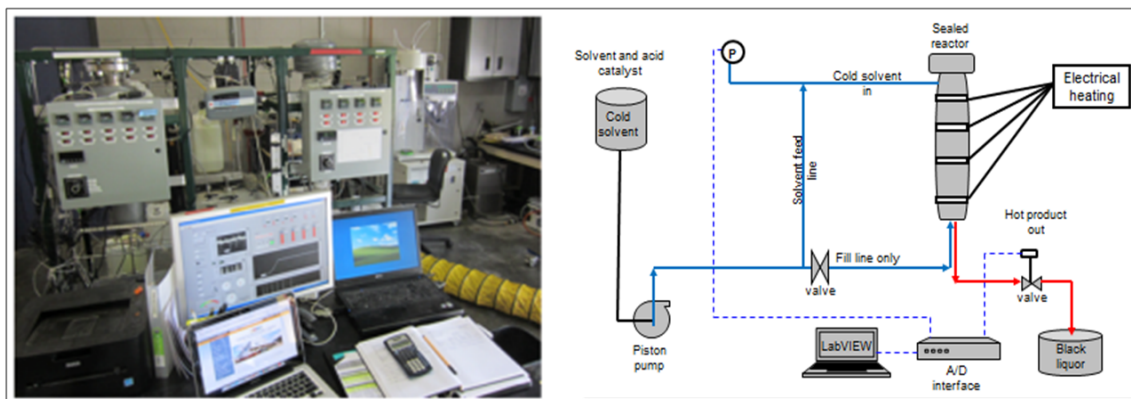 Solvent and acid
catalyst
Cold
solvent
P
Cold solvent
in
Sealed
reactor
Electrical
heating
Solvent feed
line
Fill line only
valve
Hot product
out
valve
Piston
pump
LabVIEW
A/D
interface
Black
liquor